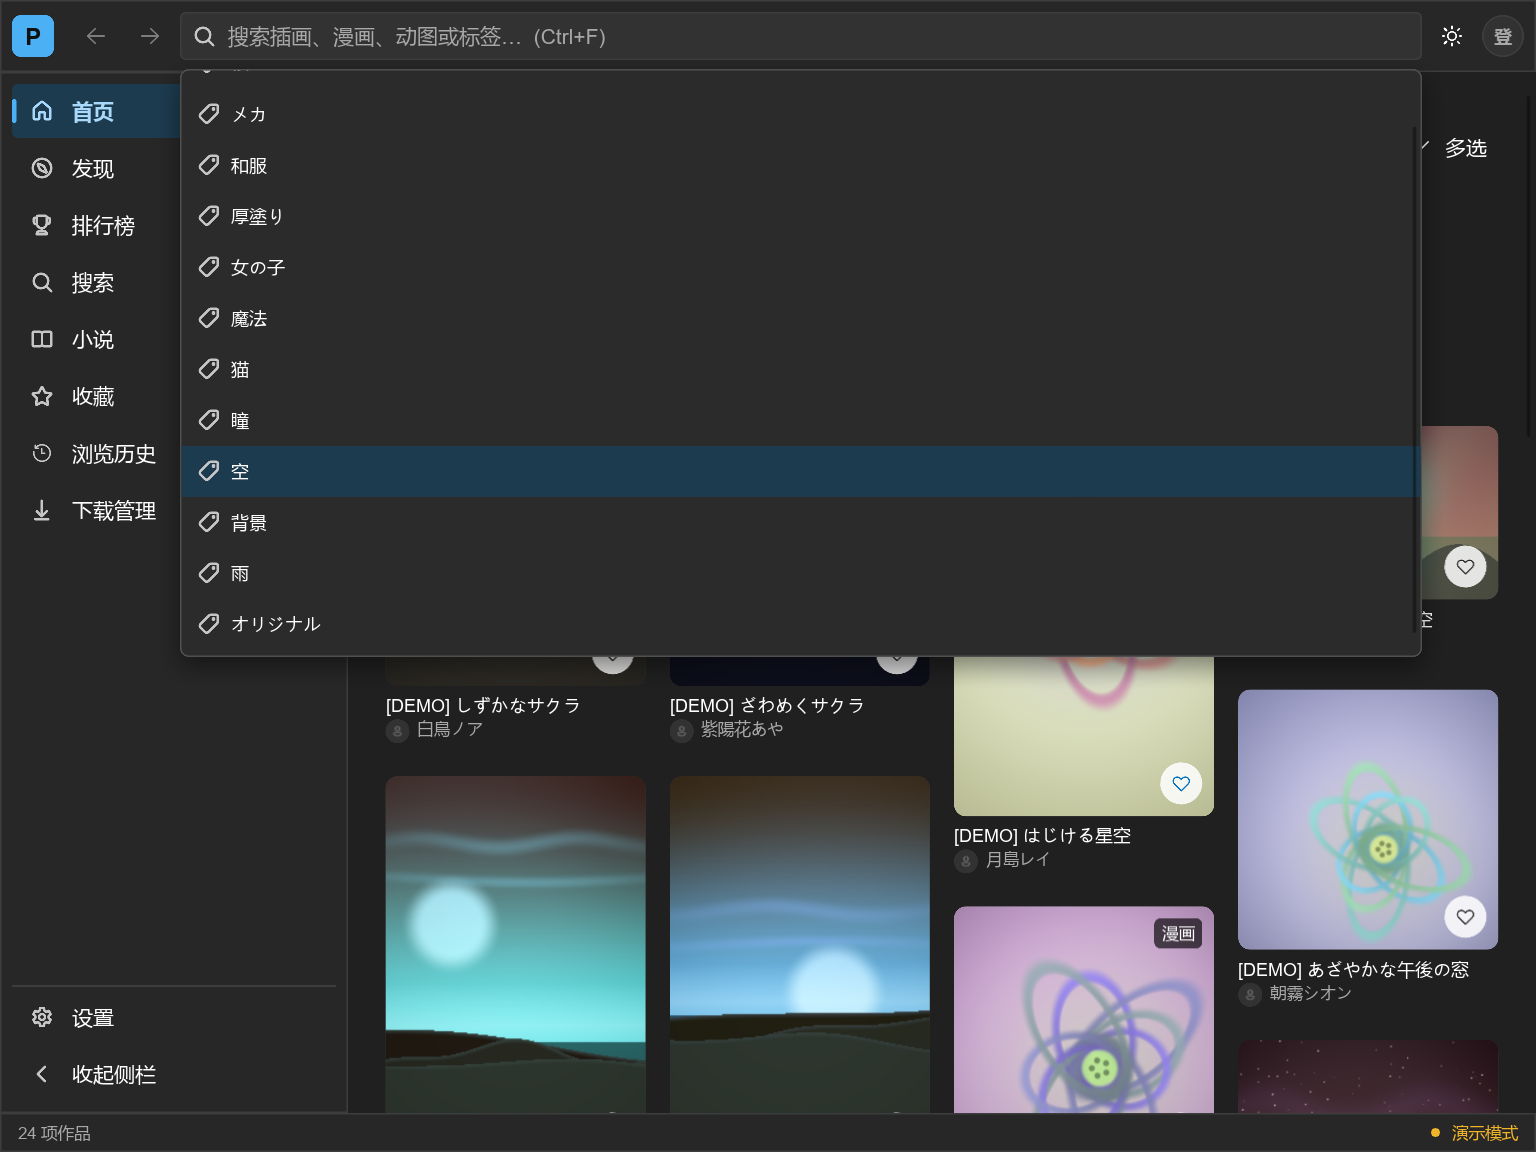 P
搜索插画、漫画、动图或标签… (Ctrl+F)
登
首页
发现
排行榜
搜索
小说
收藏
浏览历史
下载管理
设置
收起侧栏
メカ
和服
厚塗り
女の子
魔法
猫
瞳
空
背景
雨
オリジナル
多选
空
[DEMO] しずかなサクラ
白鳥ノア
[DEMO] ざわめくサクラ
紫陽花あや
[DEMO] はじける星空
月島レイ
漫画
[DEMO] あざやかな午後の窓
朝霧シオン
24 项作品
演示模式